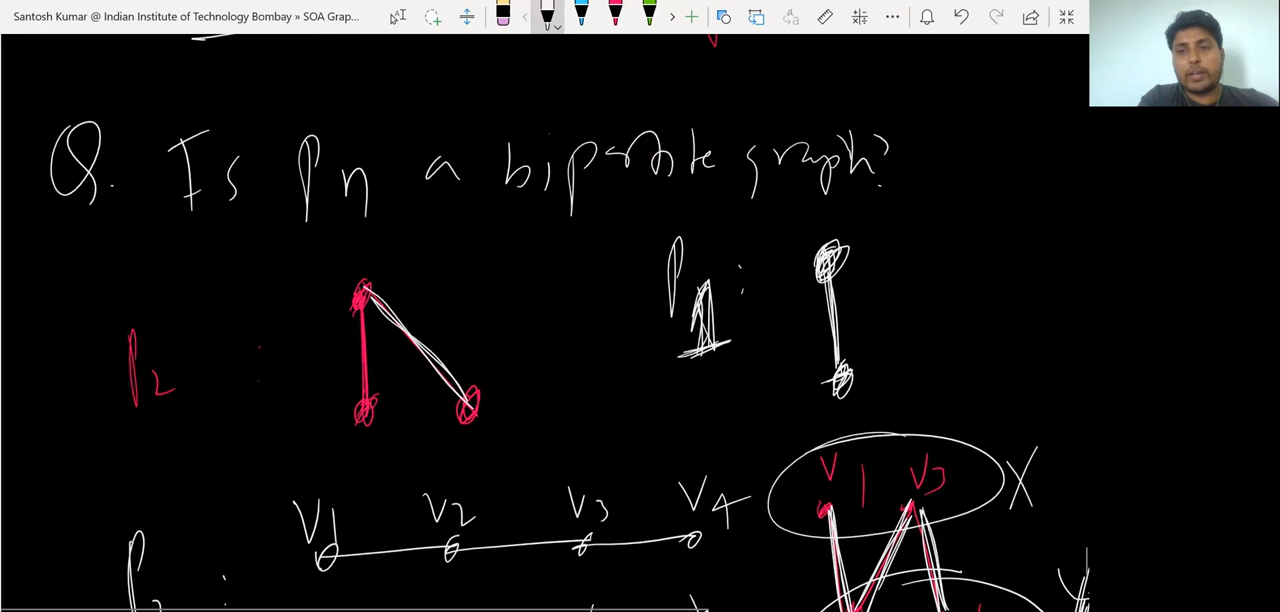 Santosh Kumar @ Indian Institute of Technology Bombay » SOA Grap...
Q. Is Pn a bipartite graph?
P1 :
P2 :
V1 V3 X
V1 V2 V3 V4
Y